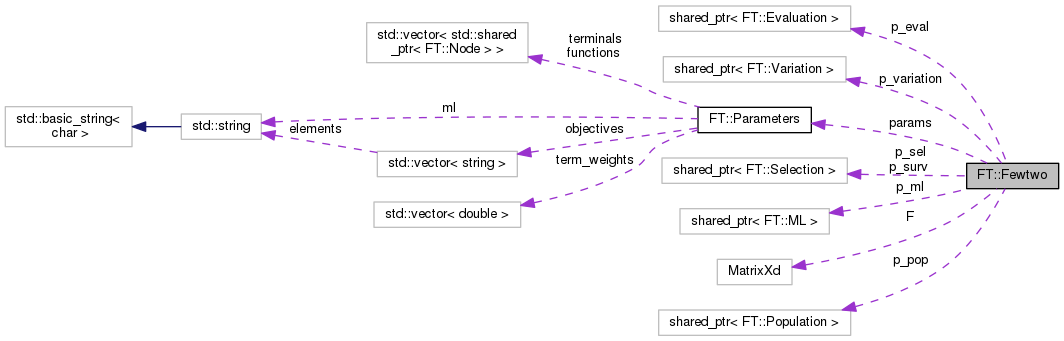 shared_ptr< FT::Evaluation >
p_eval
std::vector< std::shared
_ptr< FT::Node > >
terminals
functions
shared_ptr< FT::Variation >
p_variation
std::basic_string<
char >
std::string
ml
elements
objectives
FT::Parameters
params
std::vector< string >
term_weights
shared_ptr< FT::Selection >
p_sel
p_surv
FT::Fewtwo
std::vector< double >
shared_ptr< FT::ML >
p_ml
F
MatrixXd
p_pop
shared_ptr< FT::Population >